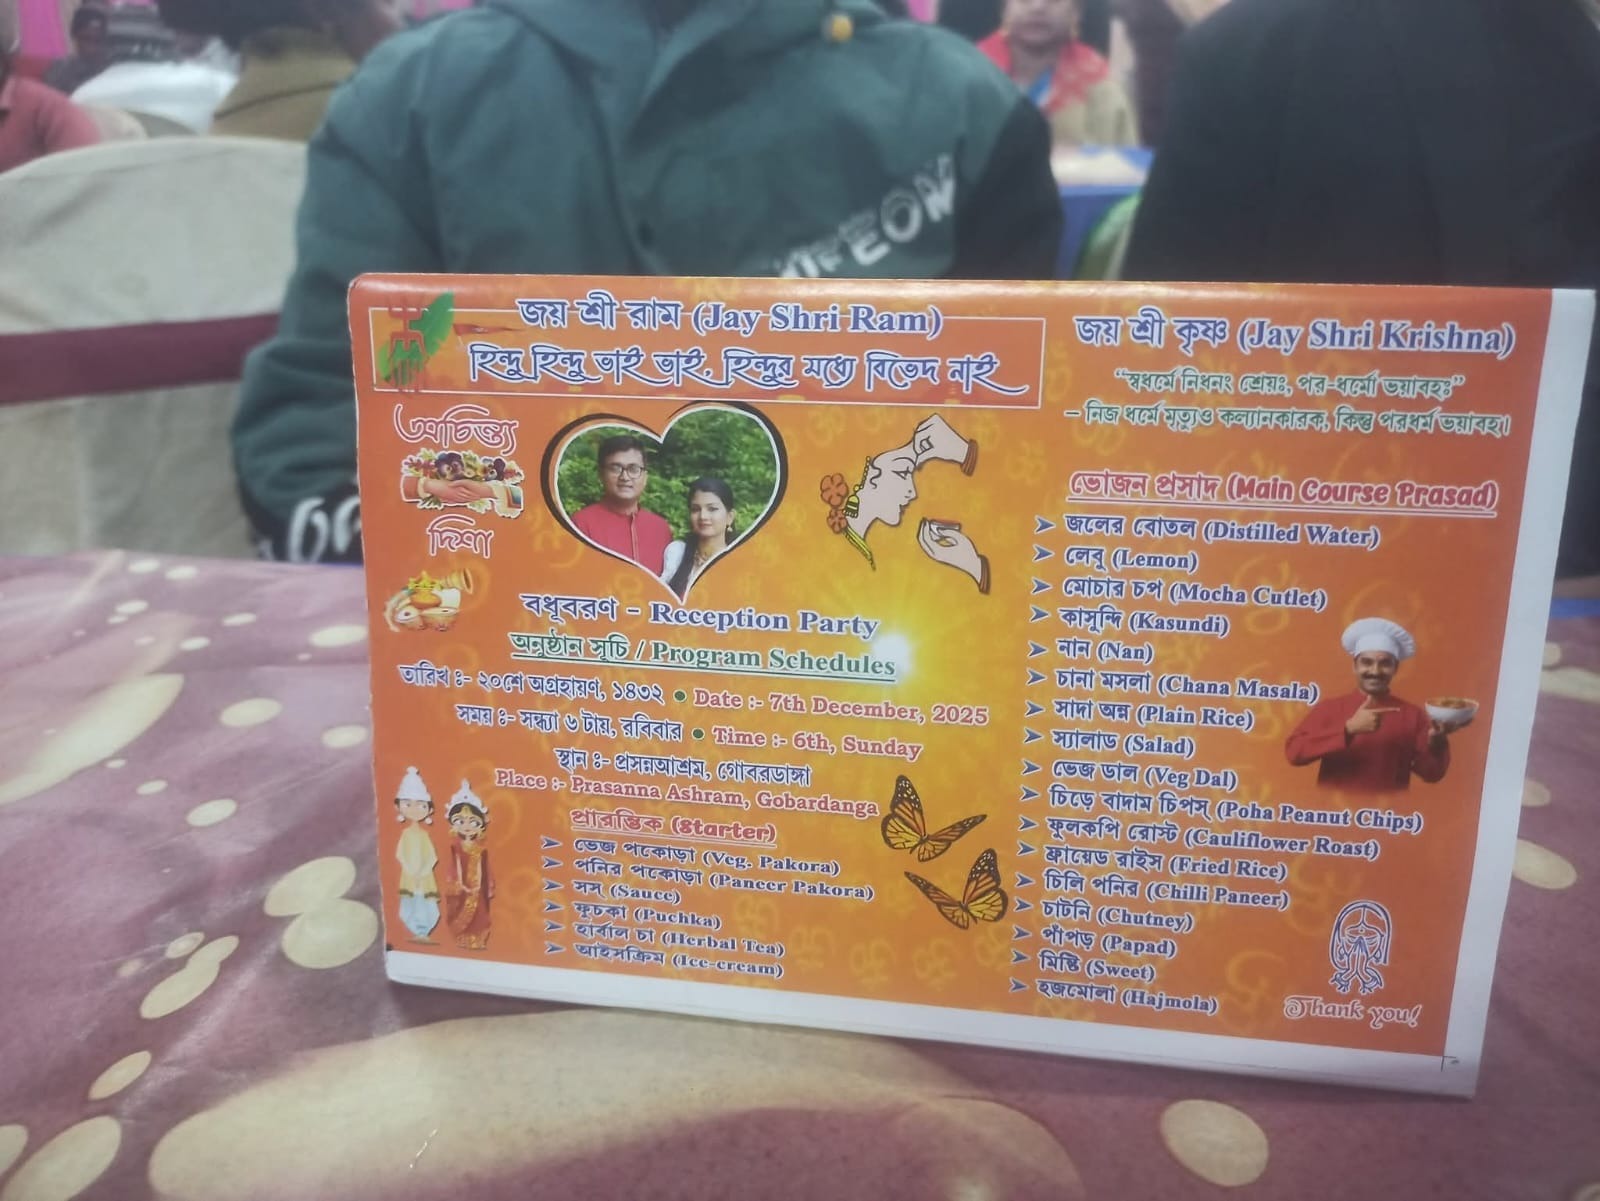 জয় শ্রী রাম (Jay Shri Ram)
হিন্দু হিন্দু ভাই ভাই, হিন্দুর মধ্যে বিভেদ নাই
অচিন্ত্য
দিশা
বধূবরণ - Reception Party
অনুষ্ঠান সূচি / Program Schedules
তারিখ ঃ- ২০শে অগ্রহায়ণ, ১৪৩২ ● Date :- 7th December, 2025
সময় ঃ- সন্ধ্যা ৬ টায়, রবিবার ● Time :- 6th, Sunday
স্থান ঃ- প্রসন্নআশ্রম, গোবরডাঙ্গা
Place :- Prasanna Ashram, Gobardanga
প্রারম্ভিক (Starter)
➤ ভেজ পকোড়া (Veg. Pakora)
➤ পনির পকোড়া (Paneer Pakora)
➤ সস্ (Sauce)
➤ ফুচকা (Puchka)
➤ হার্বাল চা (Herbal Tea)
➤ আইসক্রিম (Ice-cream)
জয় শ্রী কৃষ্ণ (Jay Shri Krishna)
“স্বধর্মে নিধনং শ্রেয়ঃ, পর-ধর্মো ভয়াবহঃ”
– নিজ ধর্মে মৃত্যুও কল্যানকারক, কিন্তু পরধর্ম ভয়াবহ।
ভোজন প্রসাদ (Main Course Prasad)
➤ জলের বোতল (Distilled Water)
➤ লেবু (Lemon)
➤ মোচার চপ (Mocha Cutlet)
➤ কাসুন্দি (Kasundi)
➤ নান (Nan)
➤ চানা মসলা (Chana Masala)
➤ সাদা অন্ন (Plain Rice)
➤ স্যালাড (Salad)
➤ ভেজ ডাল (Veg Dal)
➤ চিড়ে বাদাম চিপস্ (Poha Peanut Chips)
➤ ফুলকপি রোস্ট (Cauliflower Roast)
➤ ফ্রায়েড রাইস (Fried Rice)
➤ চিলি পনির (Chilli Paneer)
➤ চাটনি (Chutney)
➤ পাঁপড় (Papad)
➤ মিষ্টি (Sweet)
➤ হজমোলা (Hajmola)
Thank you!